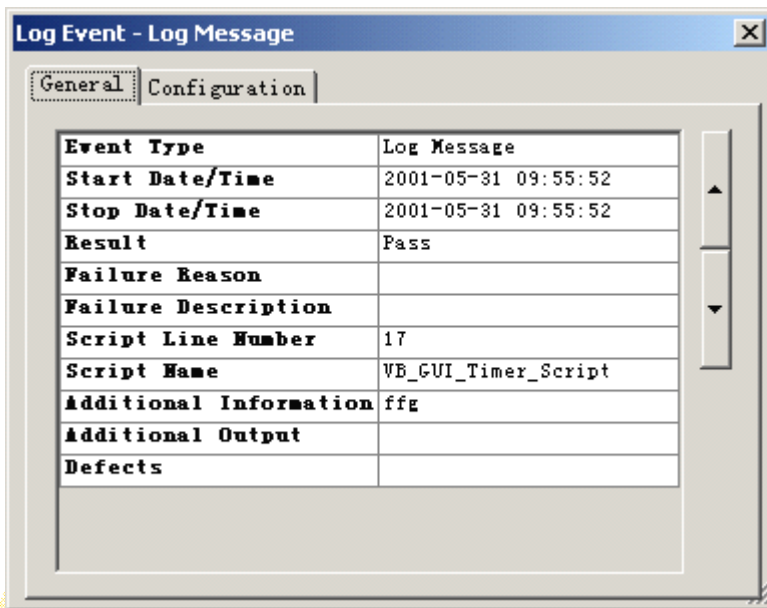 Log Event - Log Message
General Configuration
Event Type Log Message
Start Date/Time 2001-05-31 09:55:52
Stop Date/Time 2001-05-31 09:55:52
Result Pass
Failure Reason
Failure Description
Script Line Number 17
Script Name VB_GUI_Timer_Script
Additional Information ffg
Additional Output
Defects